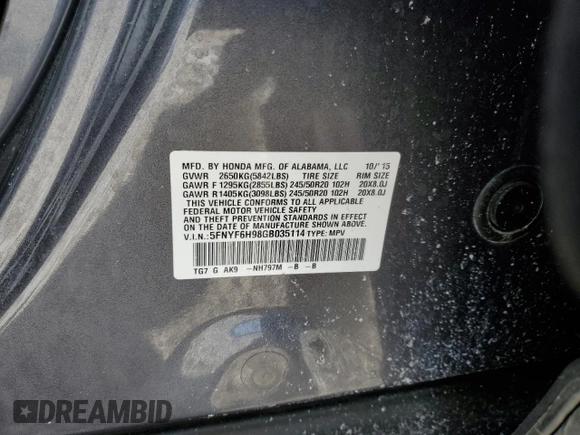 MFD. BY HONDA MFG. OF ALABAMA, LLC 10/'15
GVWR 2650KG(5842LBS) TIRE SIZE RIM SIZE
GAWR F 1295KG(2855LBS) 245/50R20 102H 20X8.0J
GAWR R1405KG(3098LBS) 245/50R20 102H 20X8.0J
THIS VEHICLE CONFORMS TO ALL APPLICABLE
FEDERAL MOTOR VEHICLE SAFETY
AND THEFT PREVENTION STANDARDS IN EFFECT
ON THE DATE OF MANUFACTURE SHOWN ABOVE.
V.I.N.: 5FNYF6H98GB035114 TYPE: MPV
TG7 G AK9 -NH797M -B -B
DREAMBID